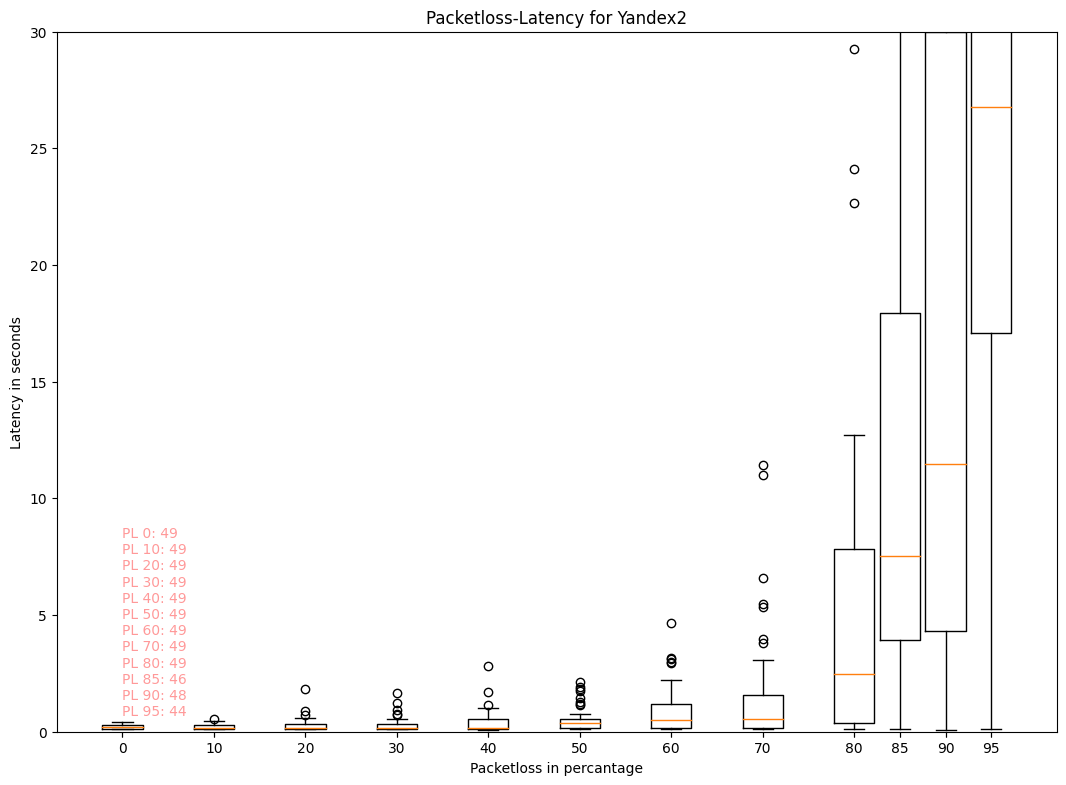 Packetloss-Latency for Yandex2
30
25
20
15
10
5
0
Latency in seconds
PL 0: 49
PL 10: 49
PL 20: 49
PL 30: 49
PL 40: 49
PL 50: 49
PL 60: 49
PL 70: 49
PL 80: 49
PL 85: 46
PL 90: 48
PL 95: 44
0 10 20 30 40 50 60 70 80 85 90 95
Packetloss in percantage